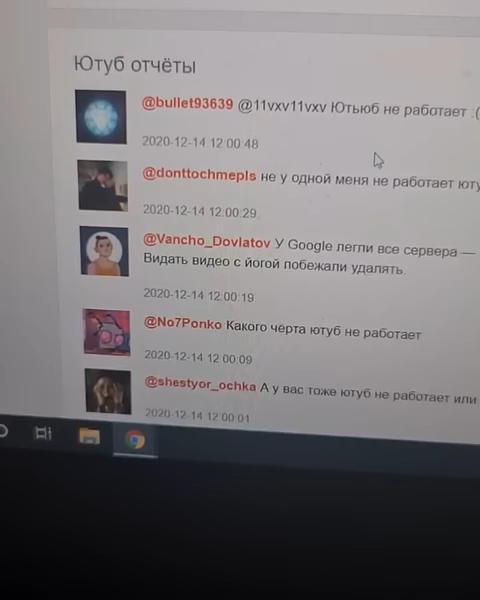 Ютуб отчёты
@bullet93639 @11vxv11vxv Ютьюб не работает :(
2020-12-14 12:00:48
@donttochmepls не у одной меня не работает юту
2020-12-14 12:00:29
@Vancho_Dovlatov У Google легли все сервера —
Видать видео с йогой побежали удалять.
2020-12-14 12:00:19
@No7Ponko Какого чёрта ютуб не работает
2020-12-14 12:00:09
@shestyor_ochka А у вас тоже ютуб не работает или
2020-12-14 12:00:01